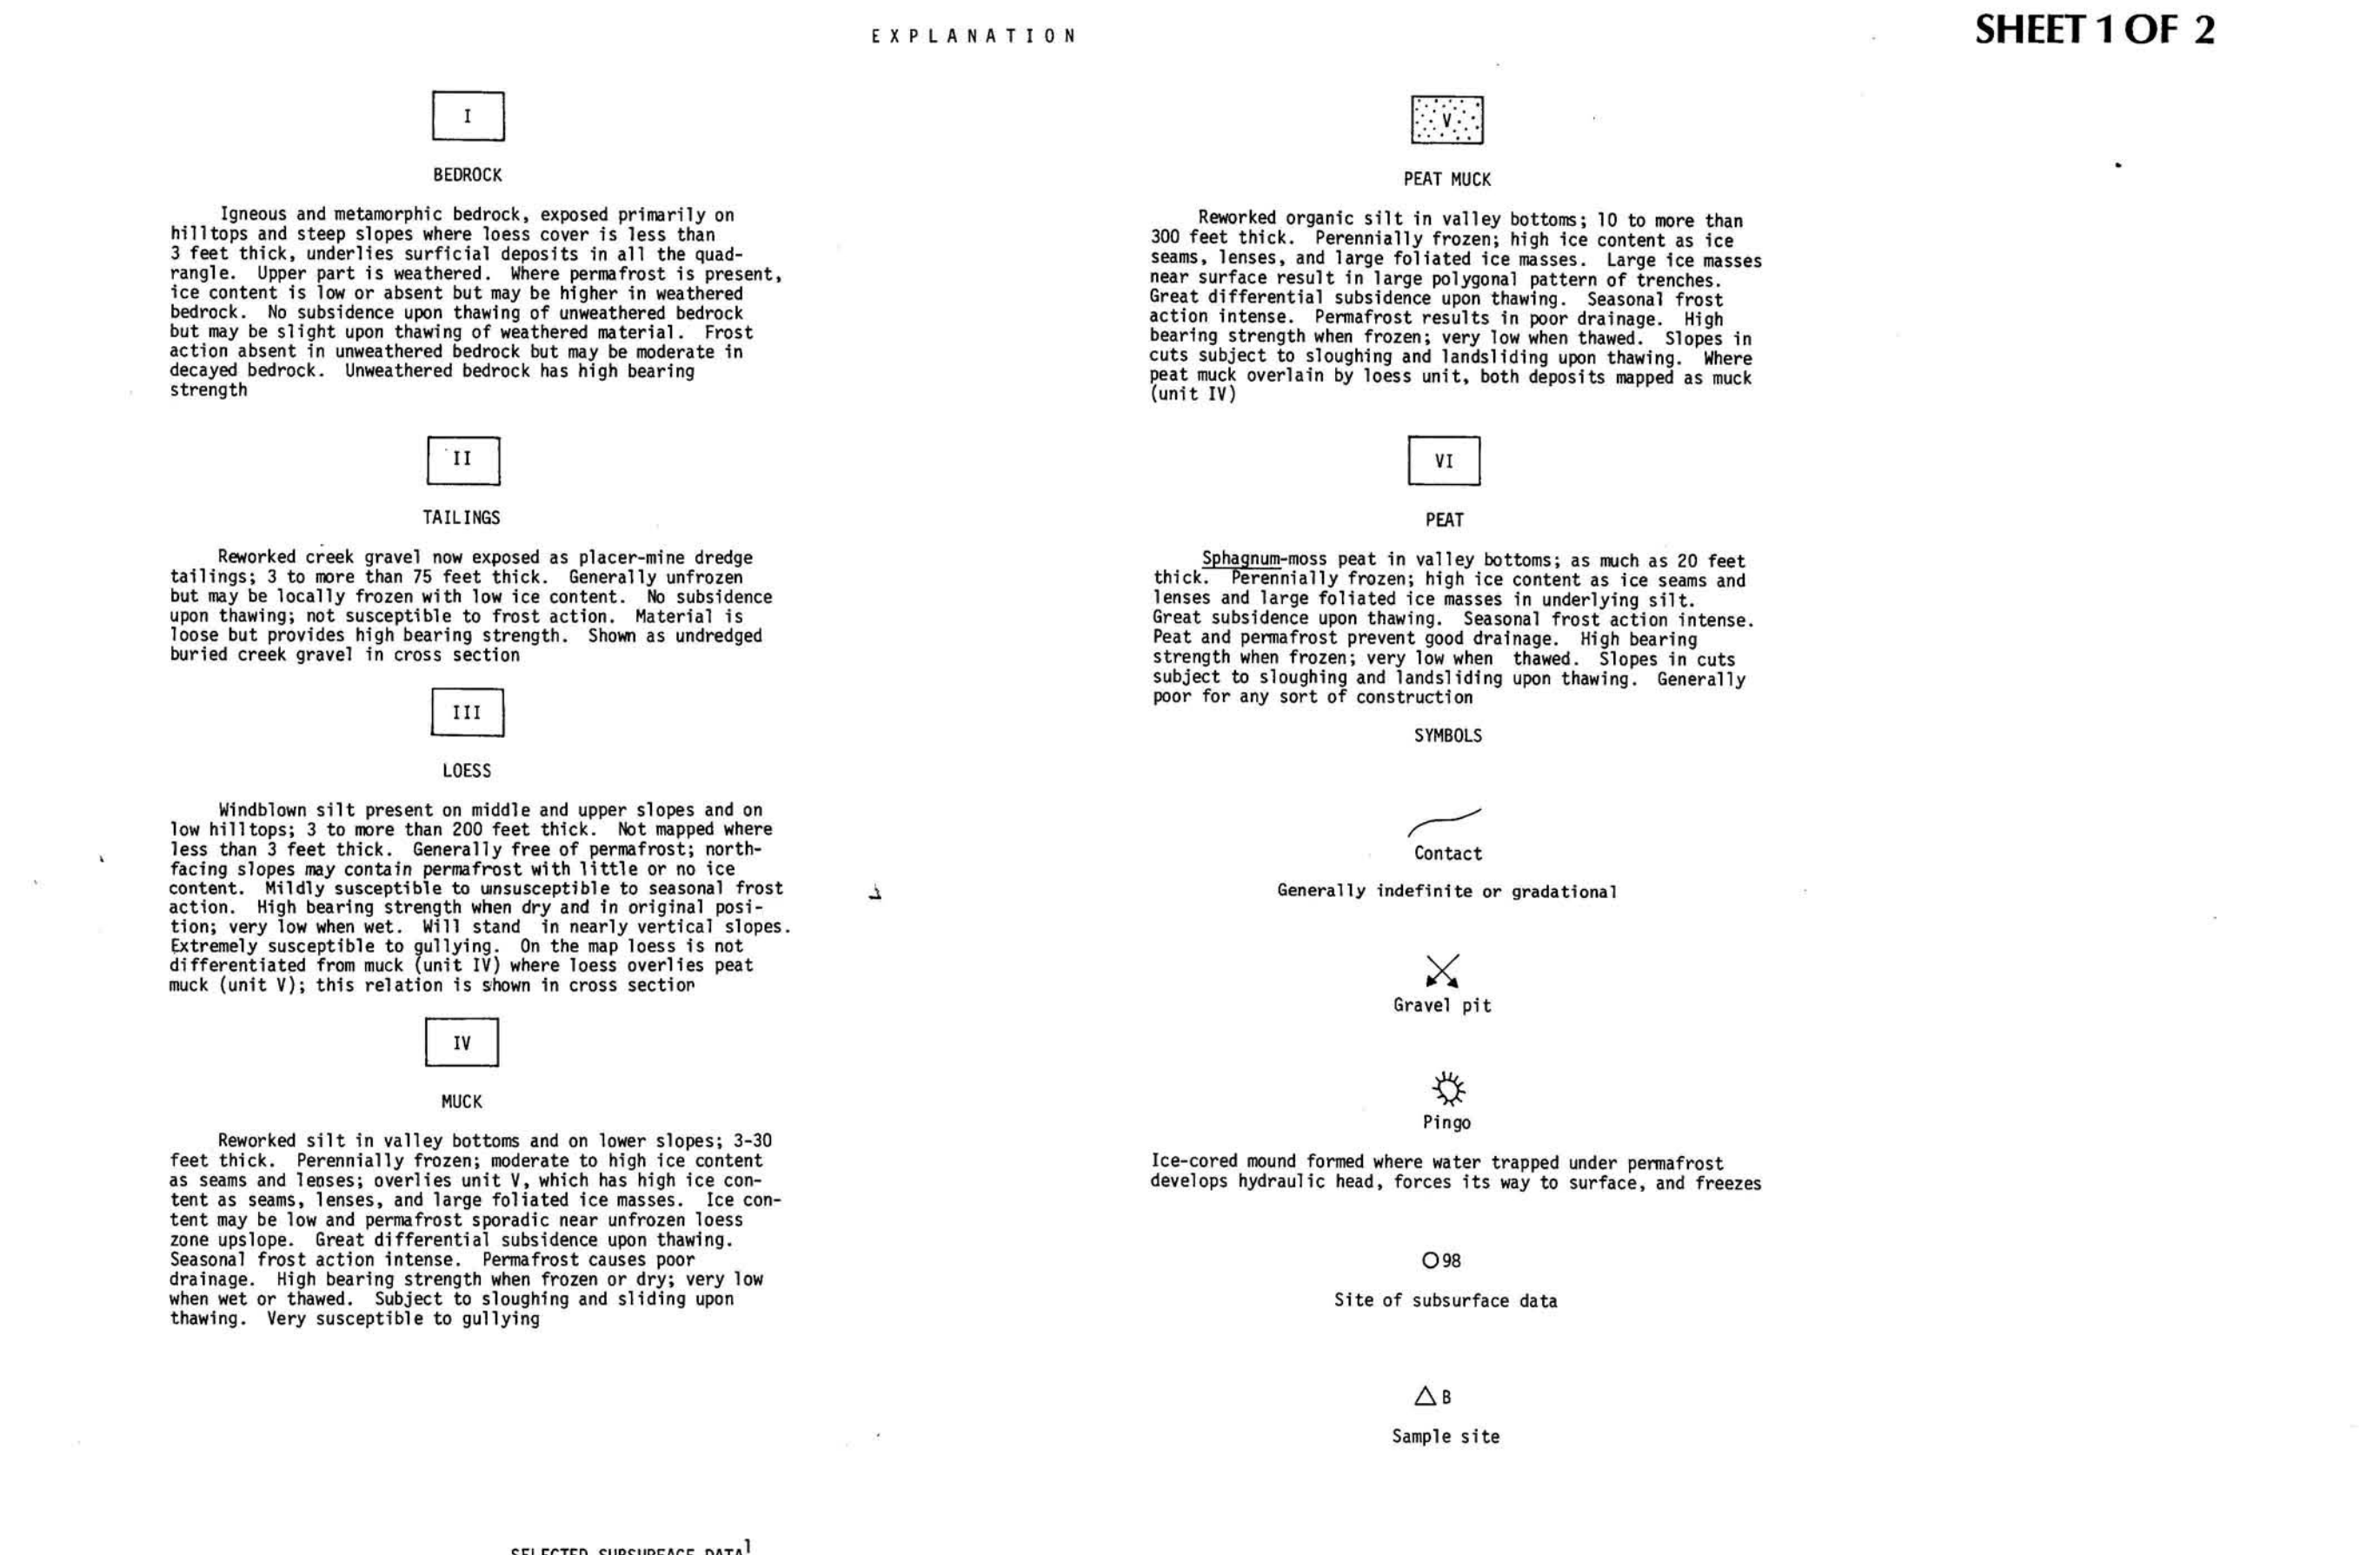 EXPLANATION
SHEET 1 OF 2
I
BEDROCK
Igneous and metamorphic bedrock, exposed primarily on
hilltops and steep slopes where loess cover is less than
3 feet thick, underlies surficial deposits in all the quad-
rangle. Upper part is weathered. Where permafrost is present,
ice content is low or absent but may be higher in weathered
bedrock. No subsidence upon thawing of unweathered bedrock
but may be slight upon thawing of weathered material. Frost
action absent in unweathered bedrock but may be moderate in
decayed bedrock. Unweathered bedrock has high bearing
strength
II
TAILINGS
Reworked creek gravel now exposed as placer-mine dredge
tailings; 3 to more than 75 feet thick. Generally unfrozen
but may be locally frozen with low ice content. No subsidence
upon thawing; not susceptible to frost action. Material is
loose but provides high bearing strength. Shown as undredged
buried creek gravel in cross section
III
LOESS
Windblown silt present on middle and upper slopes and on
low hilltops; 3 to more than 200 feet thick. Not mapped where
less than 3 feet thick. Generally free of permafrost; north-
facing slopes may contain permafrost with little or no ice
content. Mildly susceptible to unsusceptible to seasonal frost
action. High bearing strength when dry and in original posi-
tion; very low when wet. Will stand in nearly vertical slopes.
Extremely susceptible to gullying. On the map loess is not
differentiated from muck (unit IV) where loess overlies peat
muck (unit V); this relation is shown in cross section
IV
MUCK
Reworked silt in valley bottoms and on lower slopes; 3-30
feet thick. Perennially frozen; moderate to high ice content
as seams and lenses; overlies unit V, which has high ice con-
tent as seams, lenses, and large foliated ice masses. Ice con-
tent may be low and permafrost sporadic near unfrozen loess
zone upslope. Great differential subsidence upon thawing.
Seasonal frost action intense. Permafrost causes poor
drainage. High bearing strength when frozen or dry; very low
when wet or thawed. Subject to sloughing and sliding upon
thawing. Very susceptible to gullying
V
PEAT MUCK
Reworked organic silt in valley bottoms; 10 to more than
300 feet thick. Perennially frozen; high ice content as ice
seams, lenses, and large foliated ice masses. Large ice masses
near surface result in large polygonal pattern of trenches.
Great differential subsidence upon thawing. Seasonal frost
action intense. Permafrost results in poor drainage. High
bearing strength when frozen; very low when thawed. Slopes in
cuts subject to sloughing and landsliding upon thawing. Where
peat muck overlain by loess unit, both deposits mapped as muck
(unit IV)
VI
PEAT
Sphagnum-moss peat in valley bottoms; as much as 20 feet
thick. Perennially frozen; high ice content as ice seams and
lenses and large foliated ice masses in underlying silt.
Great subsidence upon thawing. Seasonal frost action intense.
Peat and permafrost prevent good drainage. High bearing
strength when frozen; very low when thawed. Slopes in cuts
subject to sloughing and landsliding upon thawing. Generally
poor for any sort of construction
SYMBOLS
Contact
Generally indefinite or gradational
Gravel pit
Pingo
Ice-cored mound formed where water trapped under permafrost
develops hydraulic head, forces its way to surface, and freezes
98
Site of subsurface data
B
Sample site
SELECTED SUBSURFACE DATA1